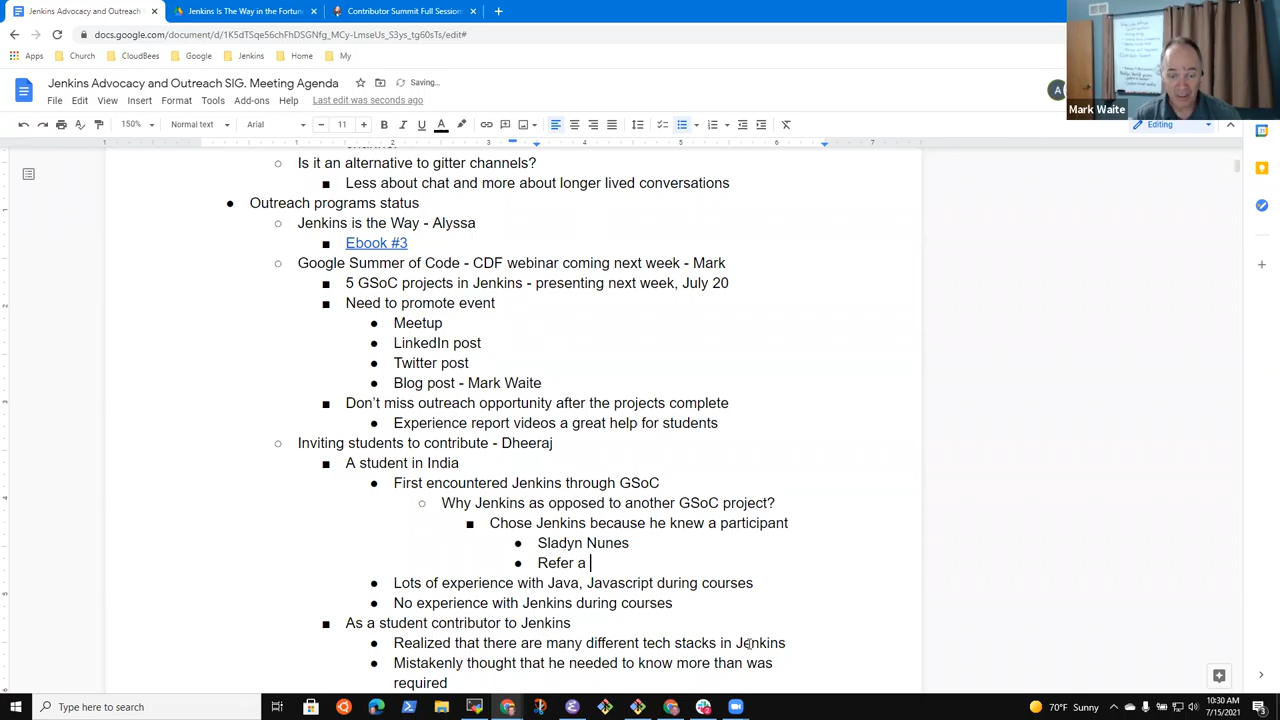 Jenkins Advocacy and Outreach
Jenkins Is The Way in the Fortune
Contributor Summit Full Session
Apps
Church
CloudBees
Google
Jenkins
Home
My
Jenkins Advocacy and Outreach SIG. Meeting Agenda
Saving…
File Edit View Insert Format Tools Add-ons Help Last edit was seconds ago
150% Normal text Arial 11 Editing
A
Mark Waite
Is it an alternative to gitter channels?
Less about chat and more about longer lived conversations
Outreach programs status
Jenkins is the Way - Alyssa
Ebook #3
Google Summer of Code - CDF webinar coming next week - Mark
5 GSoC projects in Jenkins - presenting next week, July 20
Need to promote event
Meetup
LinkedIn post
Twitter post
Blog post - Mark Waite
Don't miss outreach opportunity after the projects complete
Experience report videos a great help for students
Inviting students to contribute - Dheeraj
A student in India
First encountered Jenkins through GSoC
Why Jenkins as opposed to another GSoC project?
Chose Jenkins because he knew a participant
Sladyn Nunes
Refer a
Lots of experience with Java, Javascript during courses
No experience with Jenkins during courses
As a student contributor to Jenkins
Realized that there are many different tech stacks in Jenkins
Mistakenly thought that he needed to know more than was
required
Type here to search
70°F Sunny
10:30 AM
7/15/2021